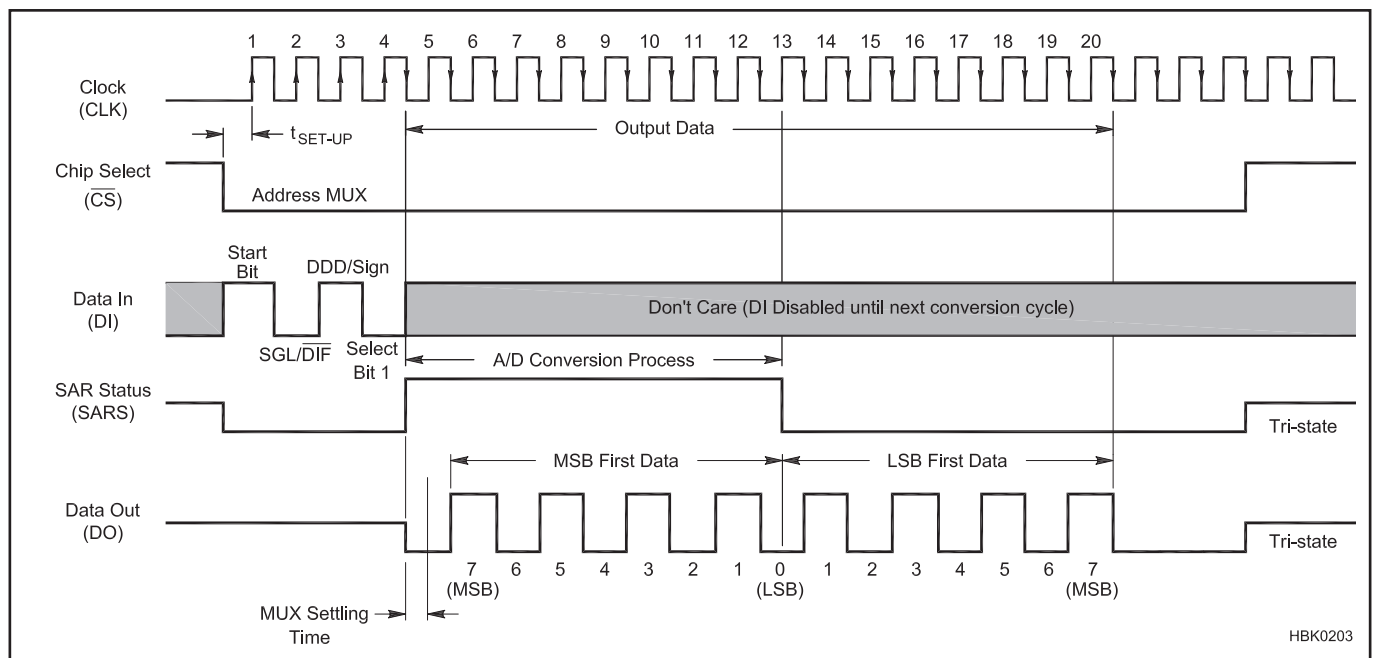 1 2 3 4 5 6 7 8 9 10 11 12 13 14 15 16 17 18 19 20
Clock
(CLK)
tSET-UP
Output Data
Chip Select
(C̅S̅)
Address MUX
Start
Bit
DDD/Sign
Data In
(DI)
Don't Care (DI Disabled until next conversion cycle)
SGL/D̅I̅F̅
Select
Bit 1
A/D Conversion Process
SAR Status
(SARS)
Tri-state
MSB First Data
LSB First Data
Data Out
(DO)
Tri-state
7 6 5 4 3 2 1 0 1 2 3 4 5 6 7
(MSB) (LSB) (MSB)
MUX Settling
Time
HBK0203